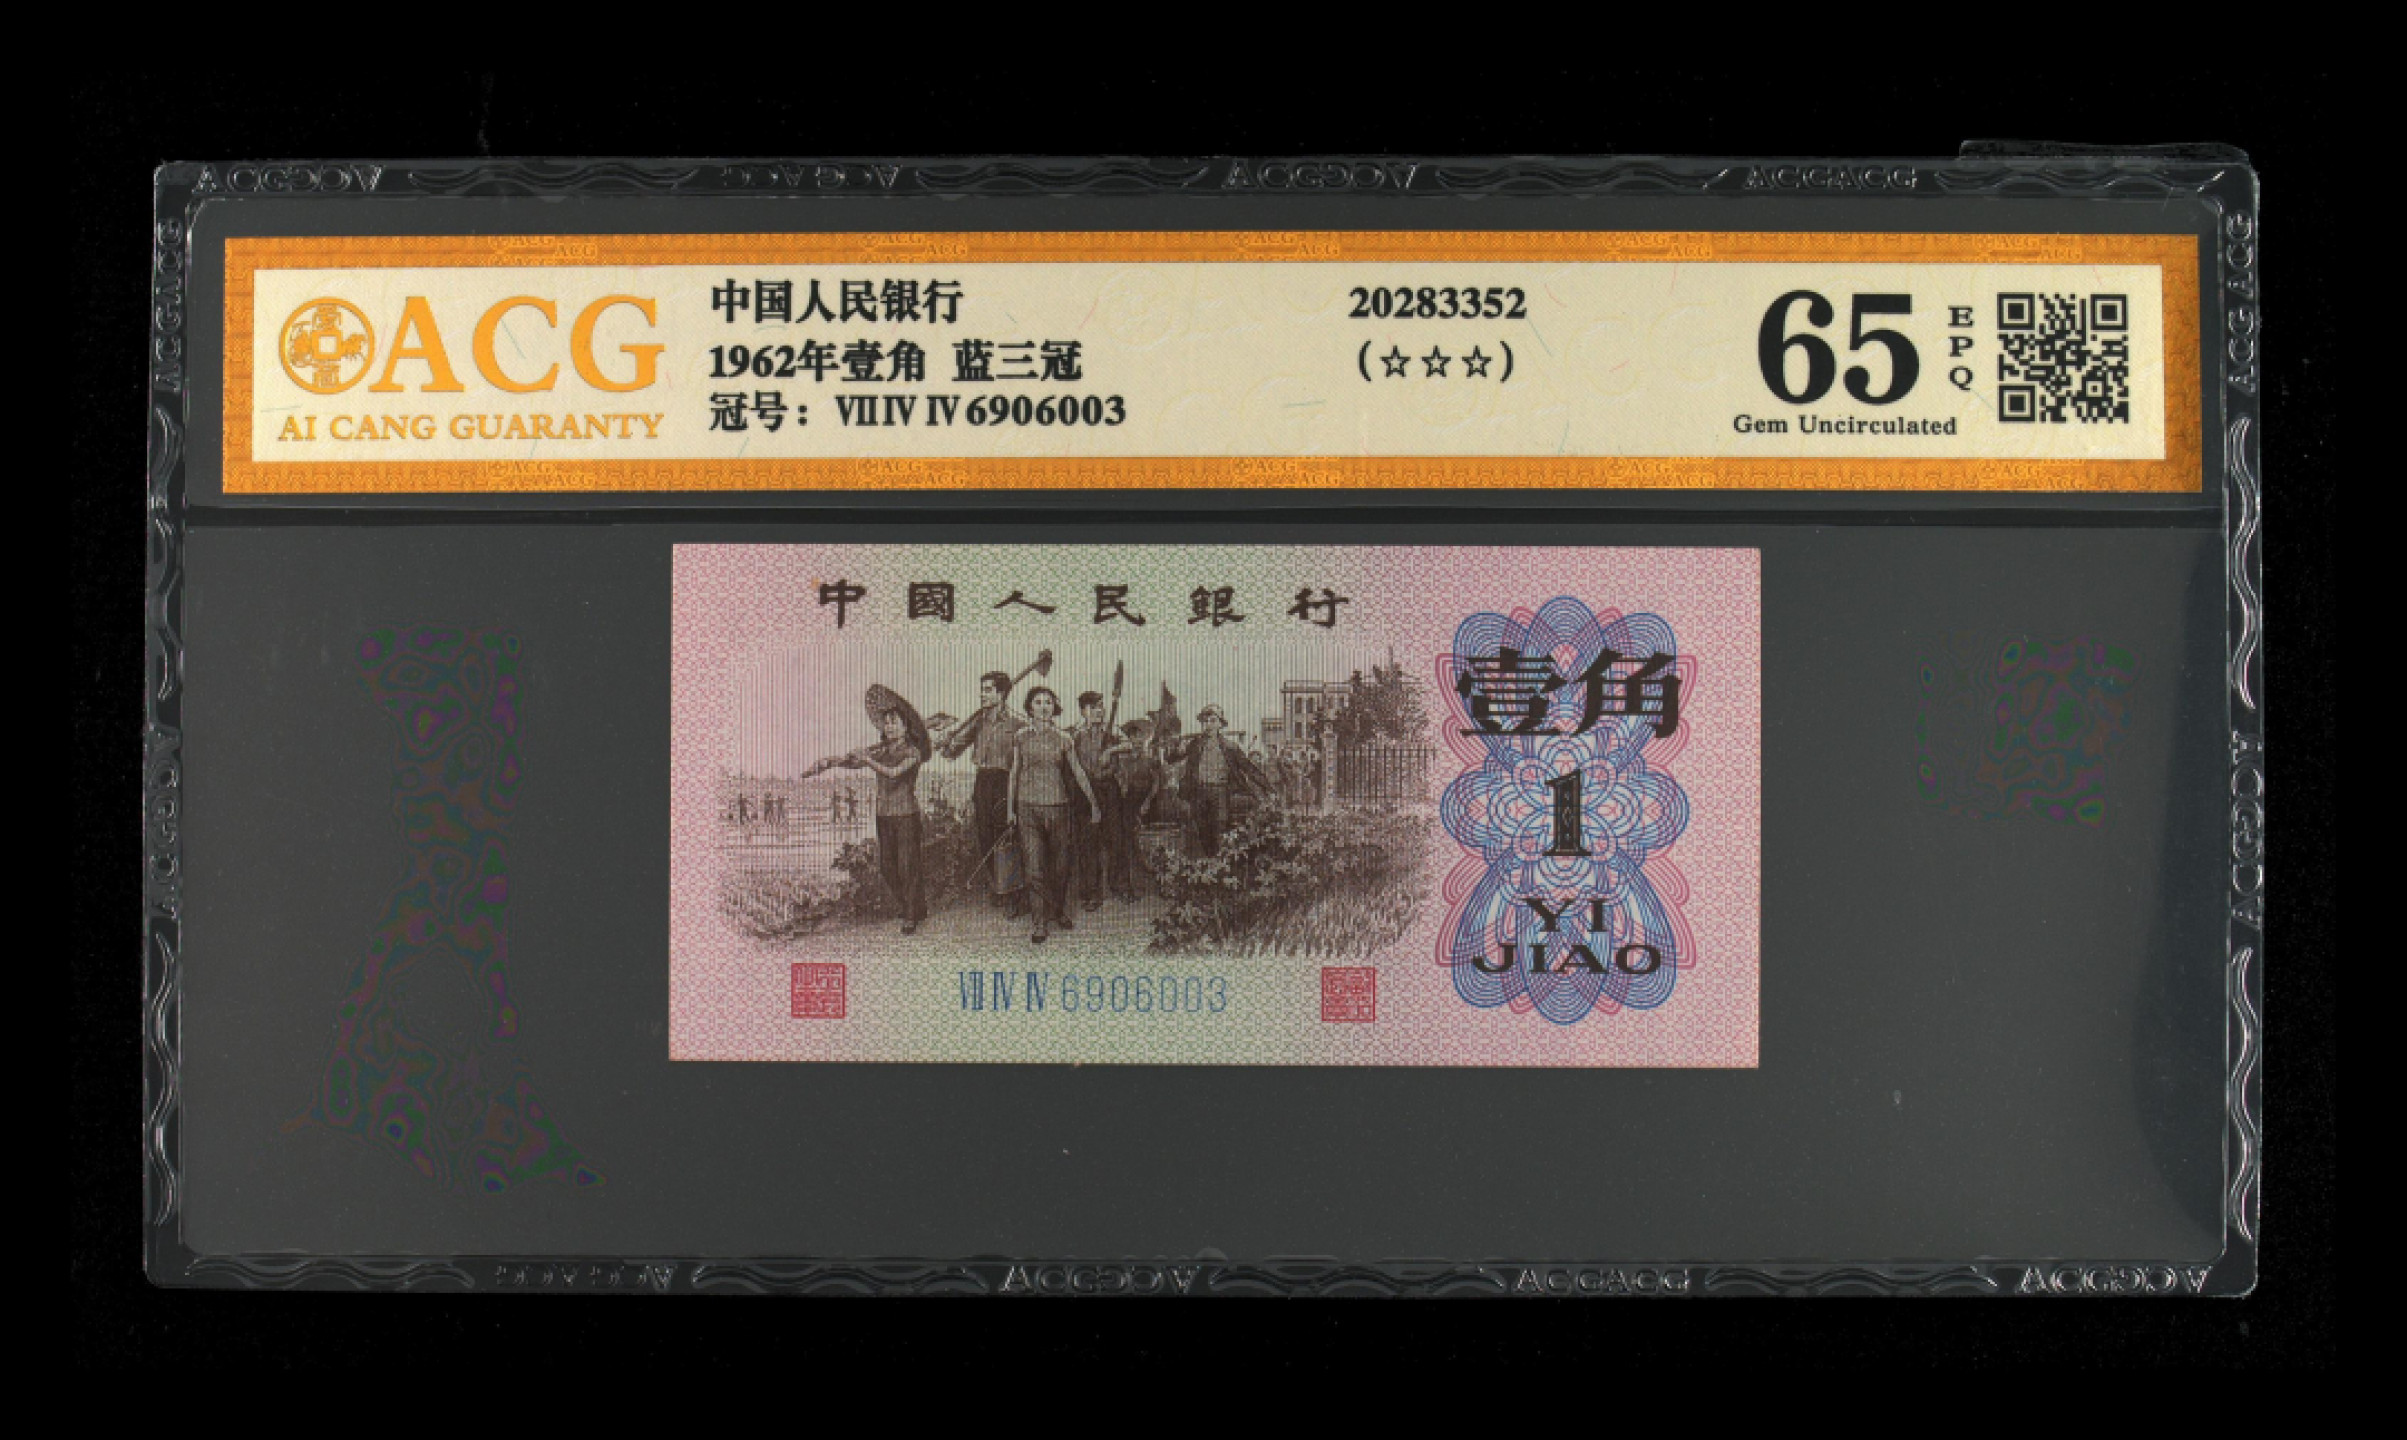 ACG
AI CANG GUARANTY
中国人民银行
1962年壹角 蓝三冠
冠号：ⅦⅣⅣ6906003
20283352
(☆☆☆)
65
EPQ
Gem Uncirculated
中國人民銀行
壹角
1
YI
JIAO
ⅦⅣⅣ6906003